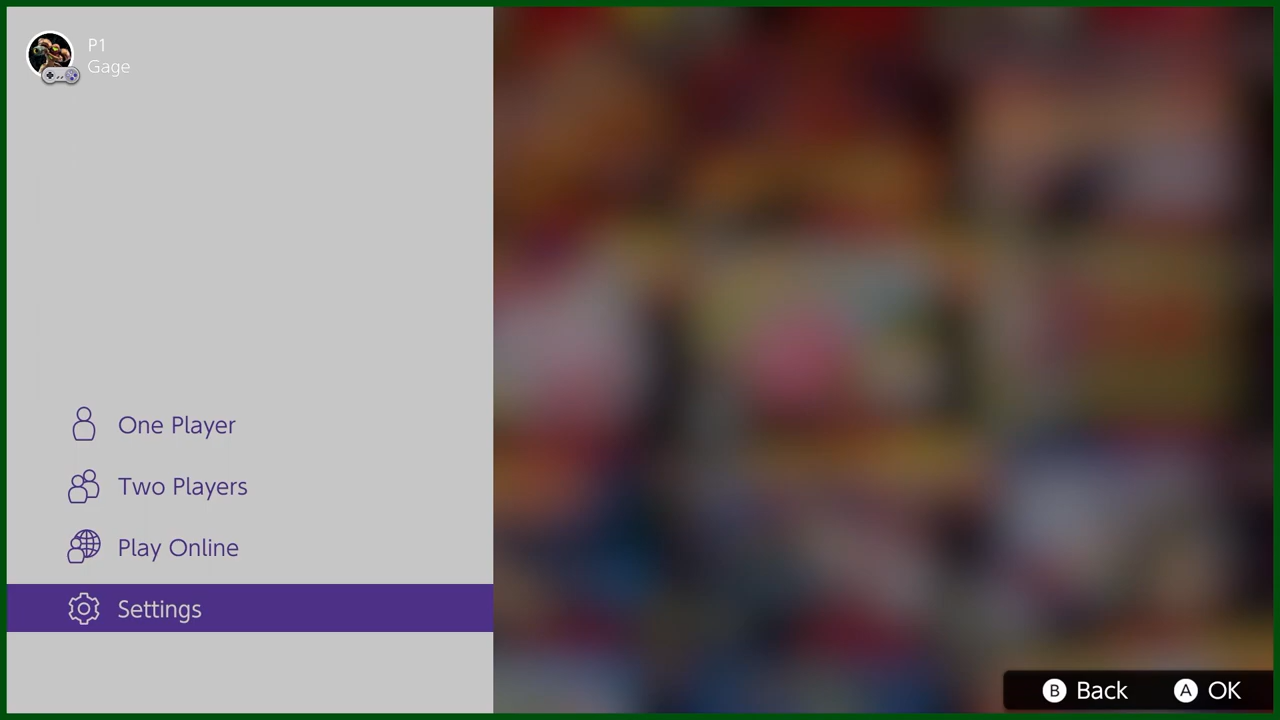 P1
Gage
One Player
Two Players
Play Online
Settings
B Back A OK